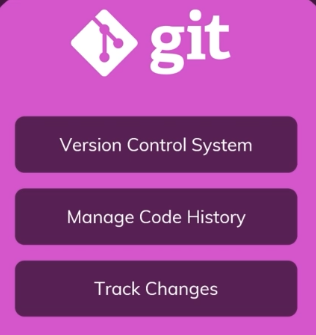 git
Version Control System
Manage Code History
Track Changes